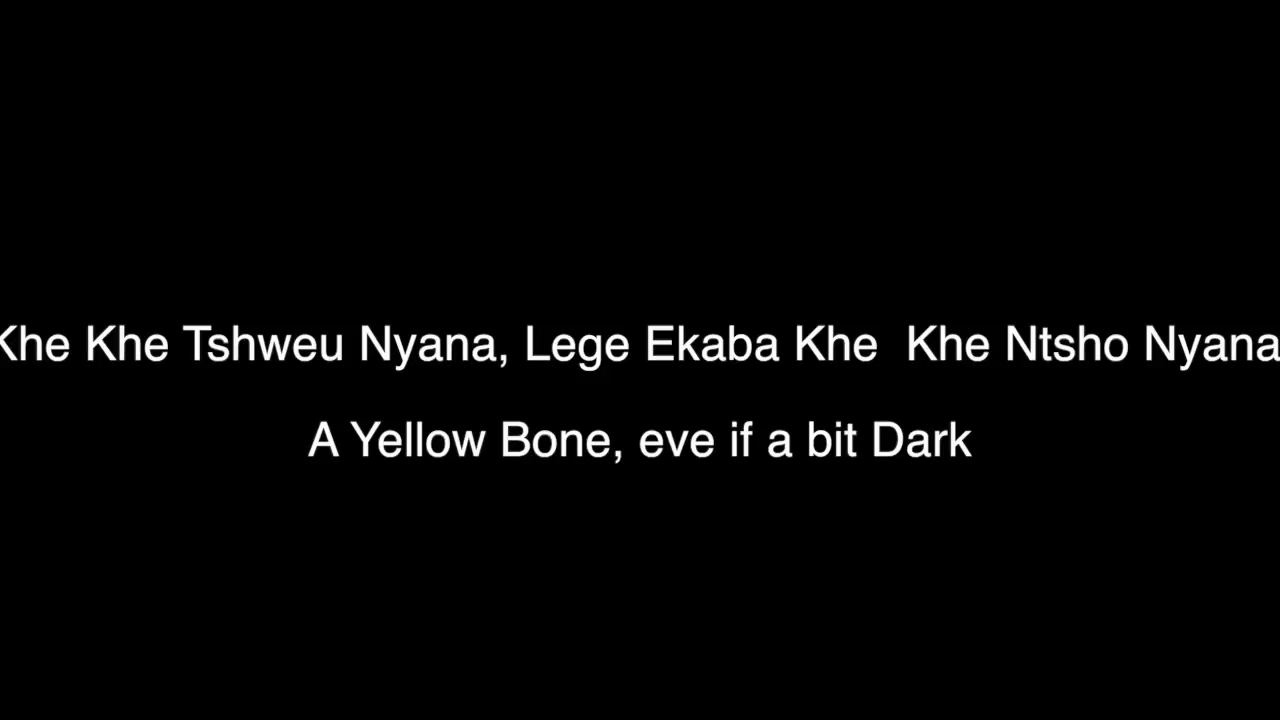 Khe Khe Tshweu Nyana, Lege Ekaba Khe  Khe Ntsho Nyana
A Yellow Bone, eve if a bit Dark